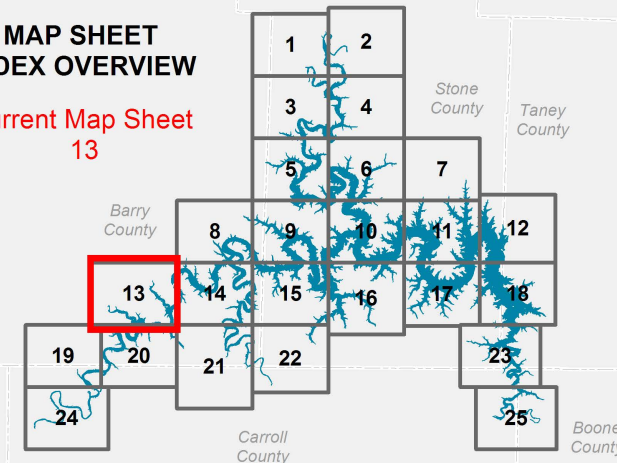 MAP SHEET
DEX OVERVIEW
rrent Map Sheet
13
1
2
3
4
Stone
County
Taney
County
5
6
7
Barry
County
8
9
10
11
12
13
14
15
16
17
18
19
20
21
22
23
24
25
Carroll
County
Boone
County